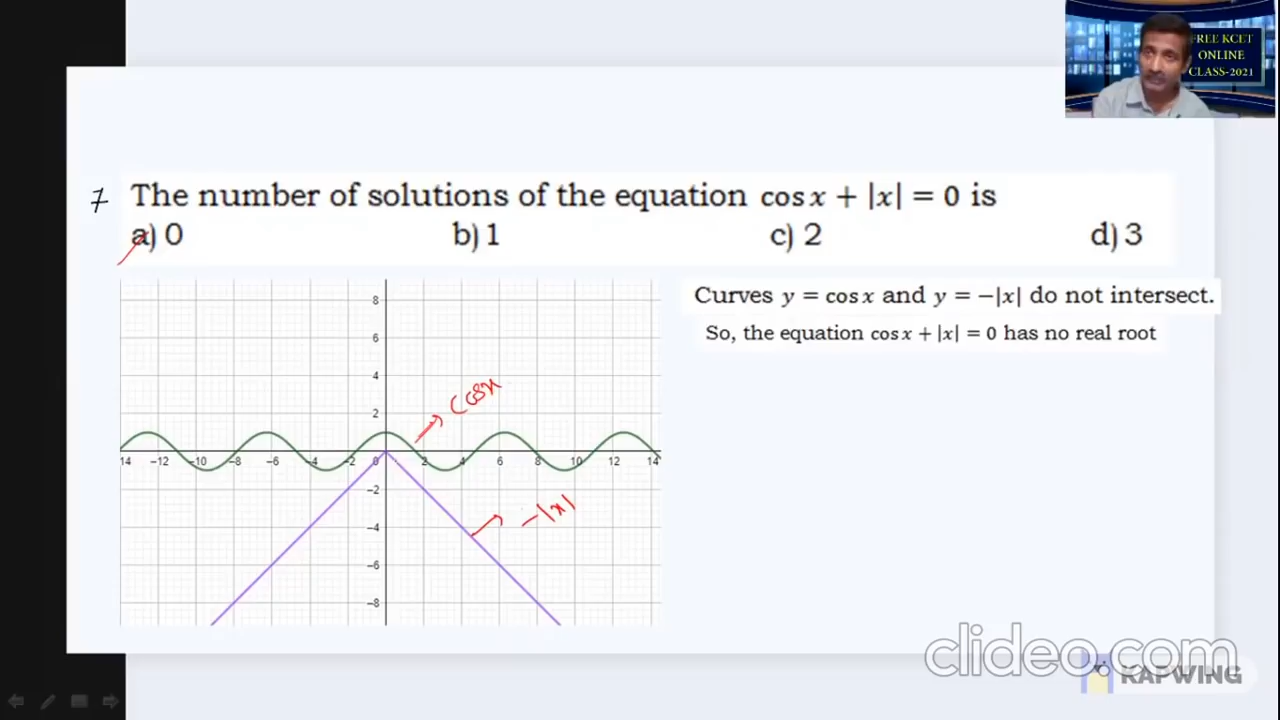 FREE KCET
ONLINE
CLASS-2021
7 The number of solutions of the equation cos x + |x| = 0 is
a) 0 b) 1 c) 2 d) 3
Curves y = cos x and y = −|x| do not intersect.
So, the equation cos x + |x| = 0 has no real root
8
6
4
cosx
2
14 −12 −10 −8 −6 −4 −2 0 2 4 6 8 10 12 14
−2
−|x|
−4
−6
−8
clideo.com
KAPWING